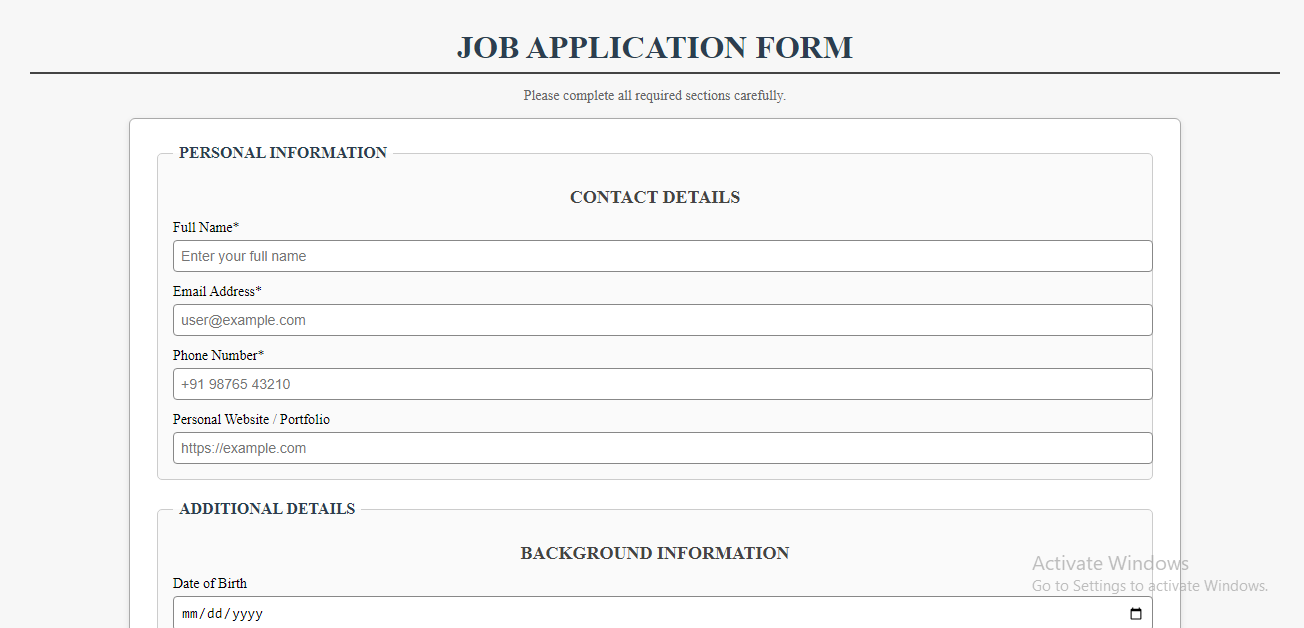 JOB APPLICATION FORM
Please complete all required sections carefully.
PERSONAL INFORMATION
CONTACT DETAILS
Full Name*
Enter your full name
Email Address*
user@example.com
Phone Number*
+91 98765 43210
Personal Website / Portfolio
https://example.com
ADDITIONAL DETAILS
BACKGROUND INFORMATION
Date of Birth
mm/dd/yyyy
Activate Windows
Go to Settings to activate Windows.